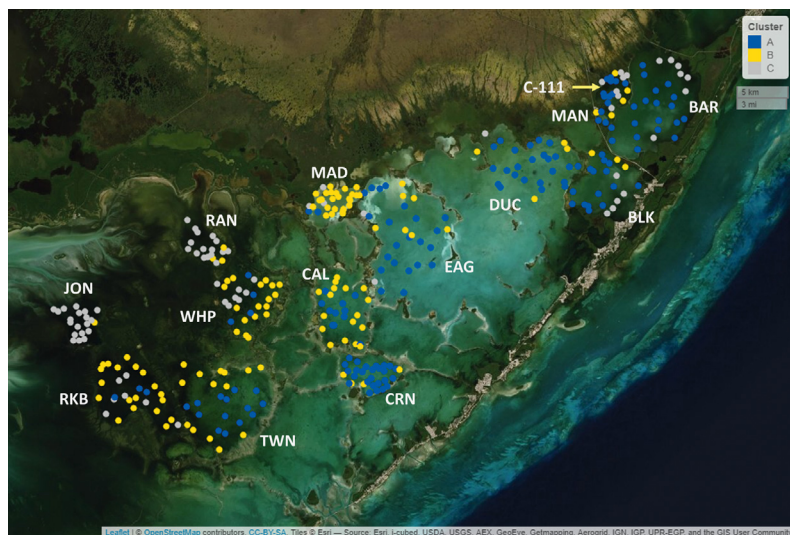 Cluster
A
B
C
5 km
3 mi
C-111
MAN
BAR
MAD
DUC
BLK
RAN
EAG
CAL
JON
WHP
RKB
CRN
TWN
Leaflet | © OpenStreetMap contributors, CC-BY-SA, Tiles © Esri — Source: Esri, i-cubed, USDA, USGS, AEX, GeoEye, Getmapping, Aerogrid, IGN, IGP, UPR-EGP, and the GIS User Community